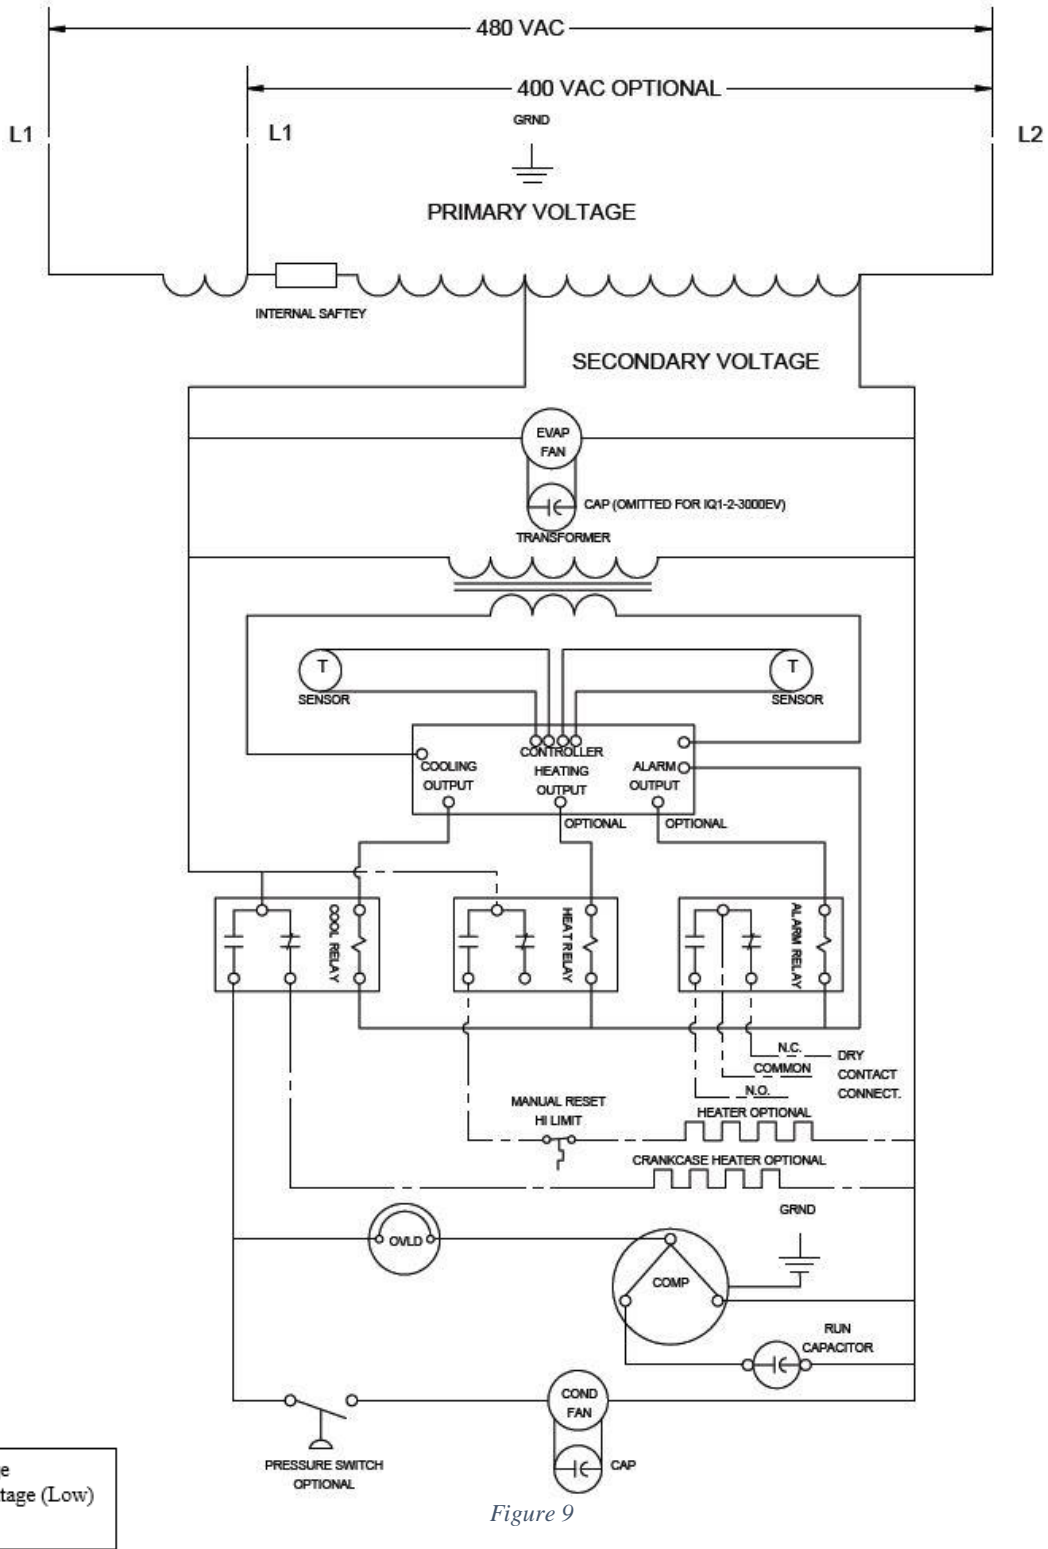 480 VAC
400 VAC OPTIONAL
L1
L1
GRND
L2
PRIMARY VOLTAGE
INTERNAL SAFTEY
SECONDARY VOLTAGE
EVAP
FAN
CAP (OMITTED FOR IQ1-2-3000EV)
TRANSFORMER
T
SENSOR
T
SENSOR
CONTROLLER
COOLING
OUTPUT
HEATING
OUTPUT
ALARM
OUTPUT
OPTIONAL
OPTIONAL
COOL RELAY
HEAT RELAY
ALARM RELAY
N.C.
COMMON
N.O.
DRY
CONTACT
CONNECT.
MANUAL RESET
HI LIMIT
HEATER OPTIONAL
CRANKCASE HEATER OPTIONAL
GRND
OVLD
COMP
RUN
CAPACITOR
COND
FAN
CAP
PRESSURE SWITCH
OPTIONAL
tage (Low)
Figure 9